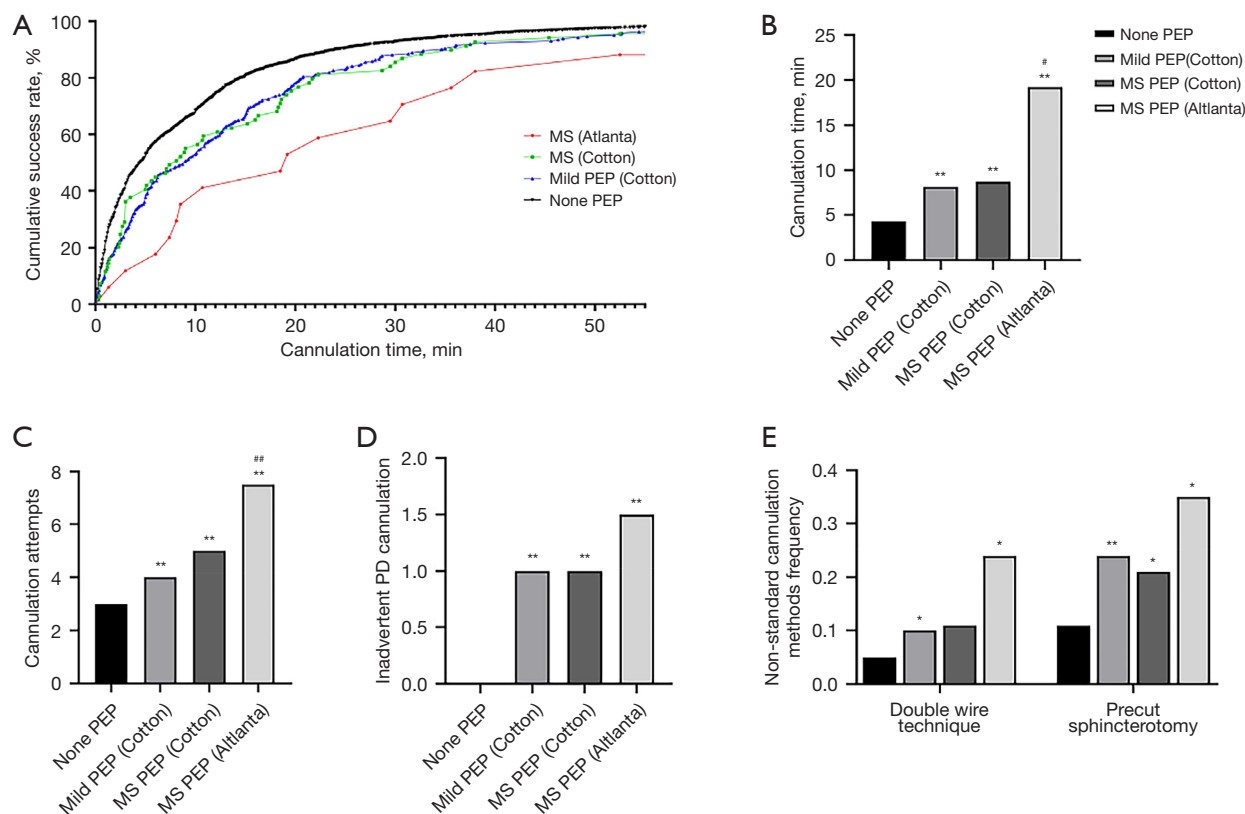 A
Cumulative success rate, %
100
80
60
40
20
0
0 10 20 30 40 50
Cannulation time, min
MS (Atlanta)
MS (Cotton)
Mild PEP (Cotton)
None PEP
B
Cannulation time, min
25
20
15
10
5
0
**
**
#
**
None PEP
Mild PEP (Cotton)
MS PEP (Cotton)
MS PEP (Altlanta)
None PEP
Mild PEP(Cotton)
MS PEP (Cotton)
MS PEP (Altlanta)
C
Cannulation attempts
8
6
4
2
0
**
**
##
**
None PEP
Mild PEP (Cotton)
MS PEP (Cotton)
MS PEP (Altlanta)
D
Inadvertent PD cannulation
2.0
1.5
1.0
0.5
0.0
**
**
**
None PEP
Mild PEP (Cotton)
MS PEP (Cotton)
MS PEP (Altlanta)
E
Non-standard cannulation
methods frequency
0.4
0.3
0.2
0.1
0.0
*
*
**
*
*
Double wire
technique
Precut
sphincterotomy